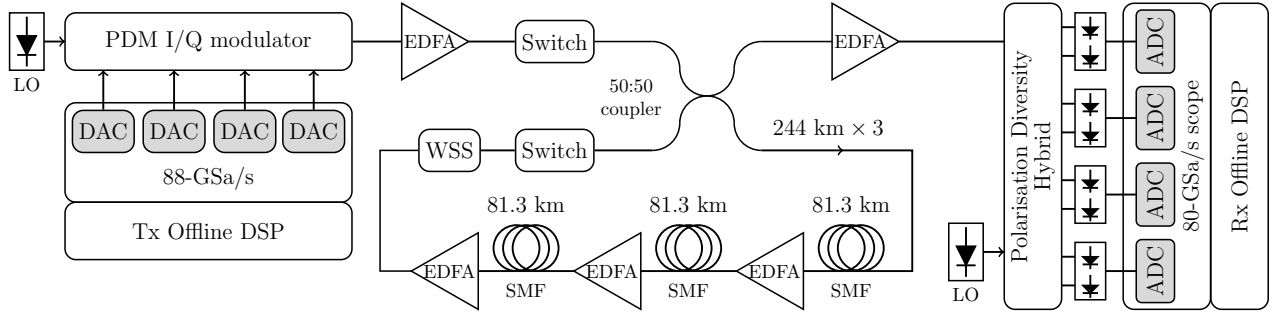 LO
PDM I/Q modulator
DAC
DAC
DAC
DAC
88-GSa/s
Tx Offline DSP
EDFA
Switch
50:50
coupler
WSS
Switch
EDFA
244 km × 3
81.3 km
81.3 km
81.3 km
EDFA
SMF
EDFA
SMF
EDFA
SMF
LO
Polarisation Diversity
Hybrid
ADC
ADC
ADC
ADC
80-GSa/s scope
Rx Offline DSP